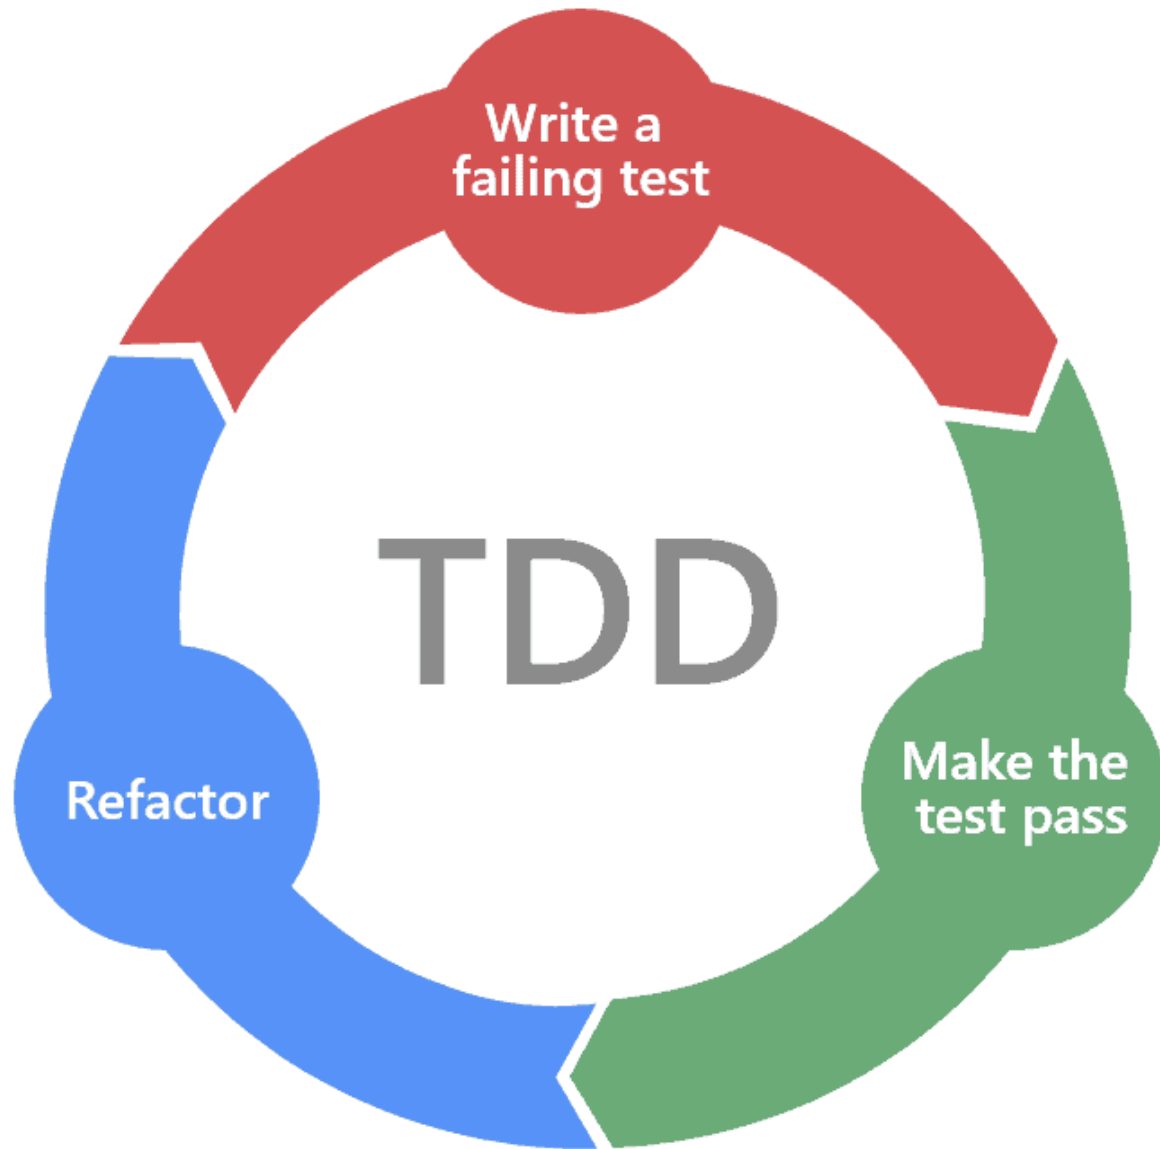 Write a
failing test
TDD
Make the
test pass
Refactor